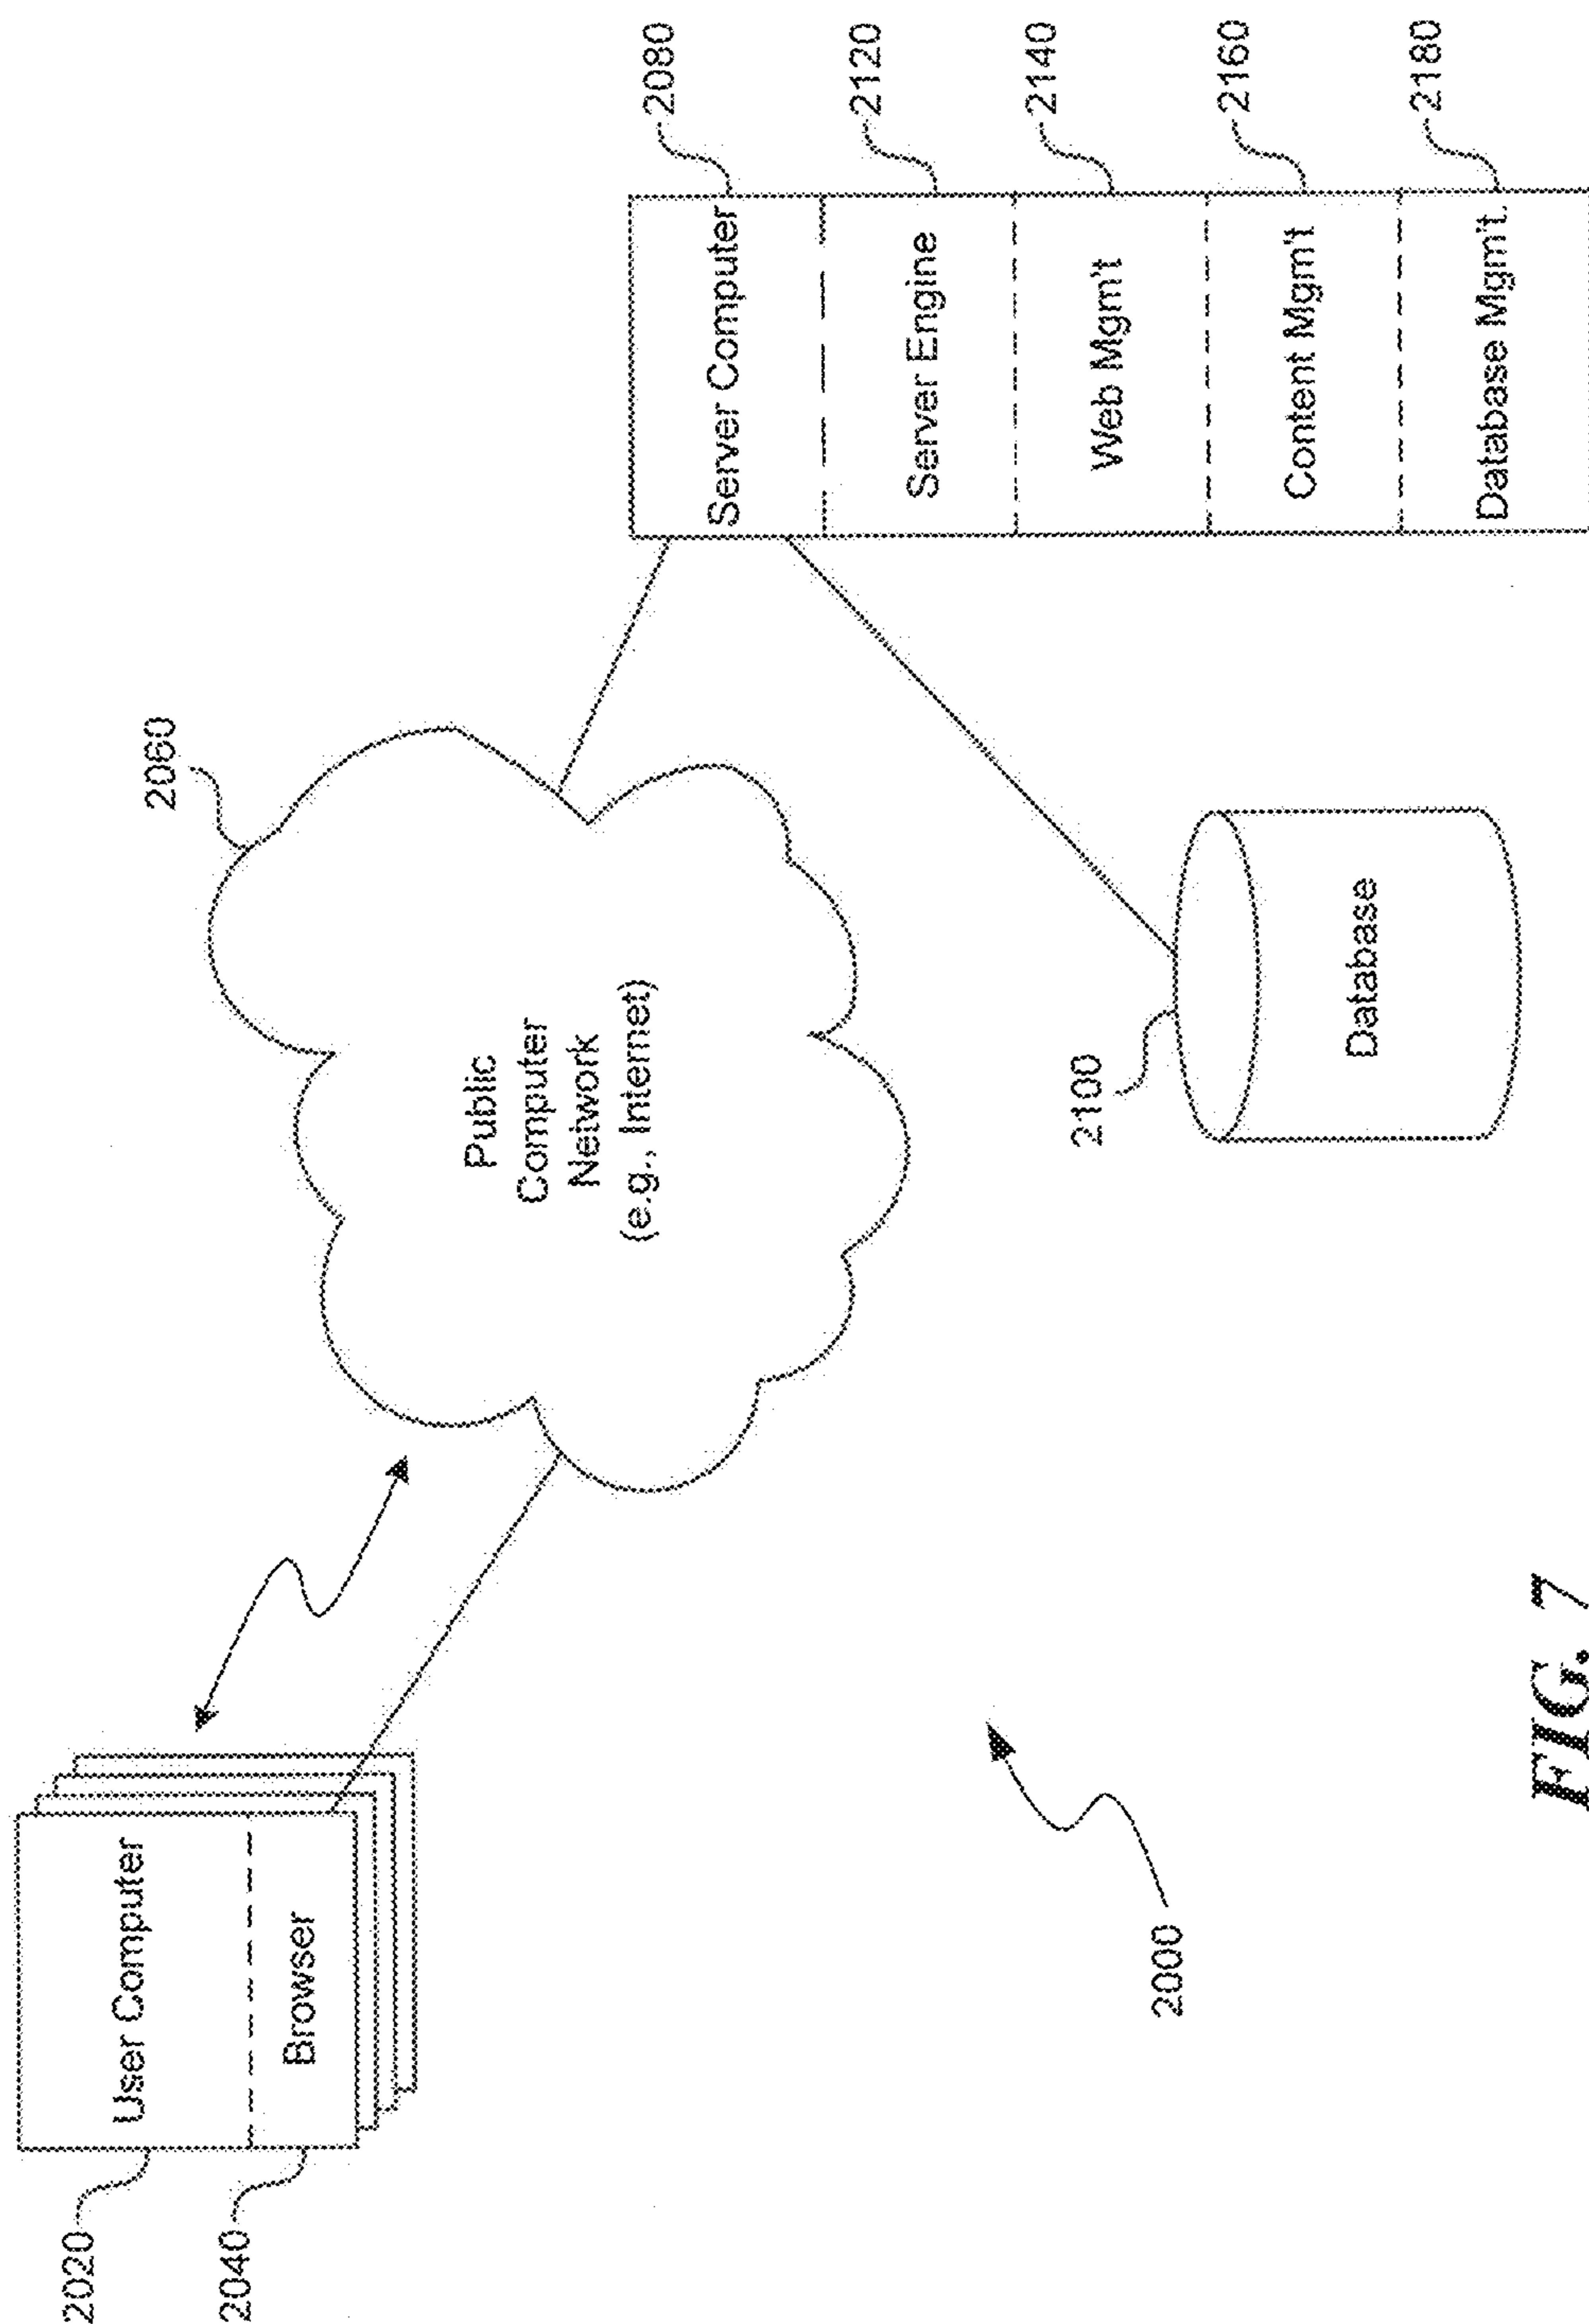 2020
User Computer
2040
Browser
2060
Public
Computer
Network
(e.g., Internet)
2080
Server Computer
2120
Server Engine
2140
Web Mgm't
2160
Content Mgm't
2180
Database Mgm't.
2100
Database
2000
FIG. 7